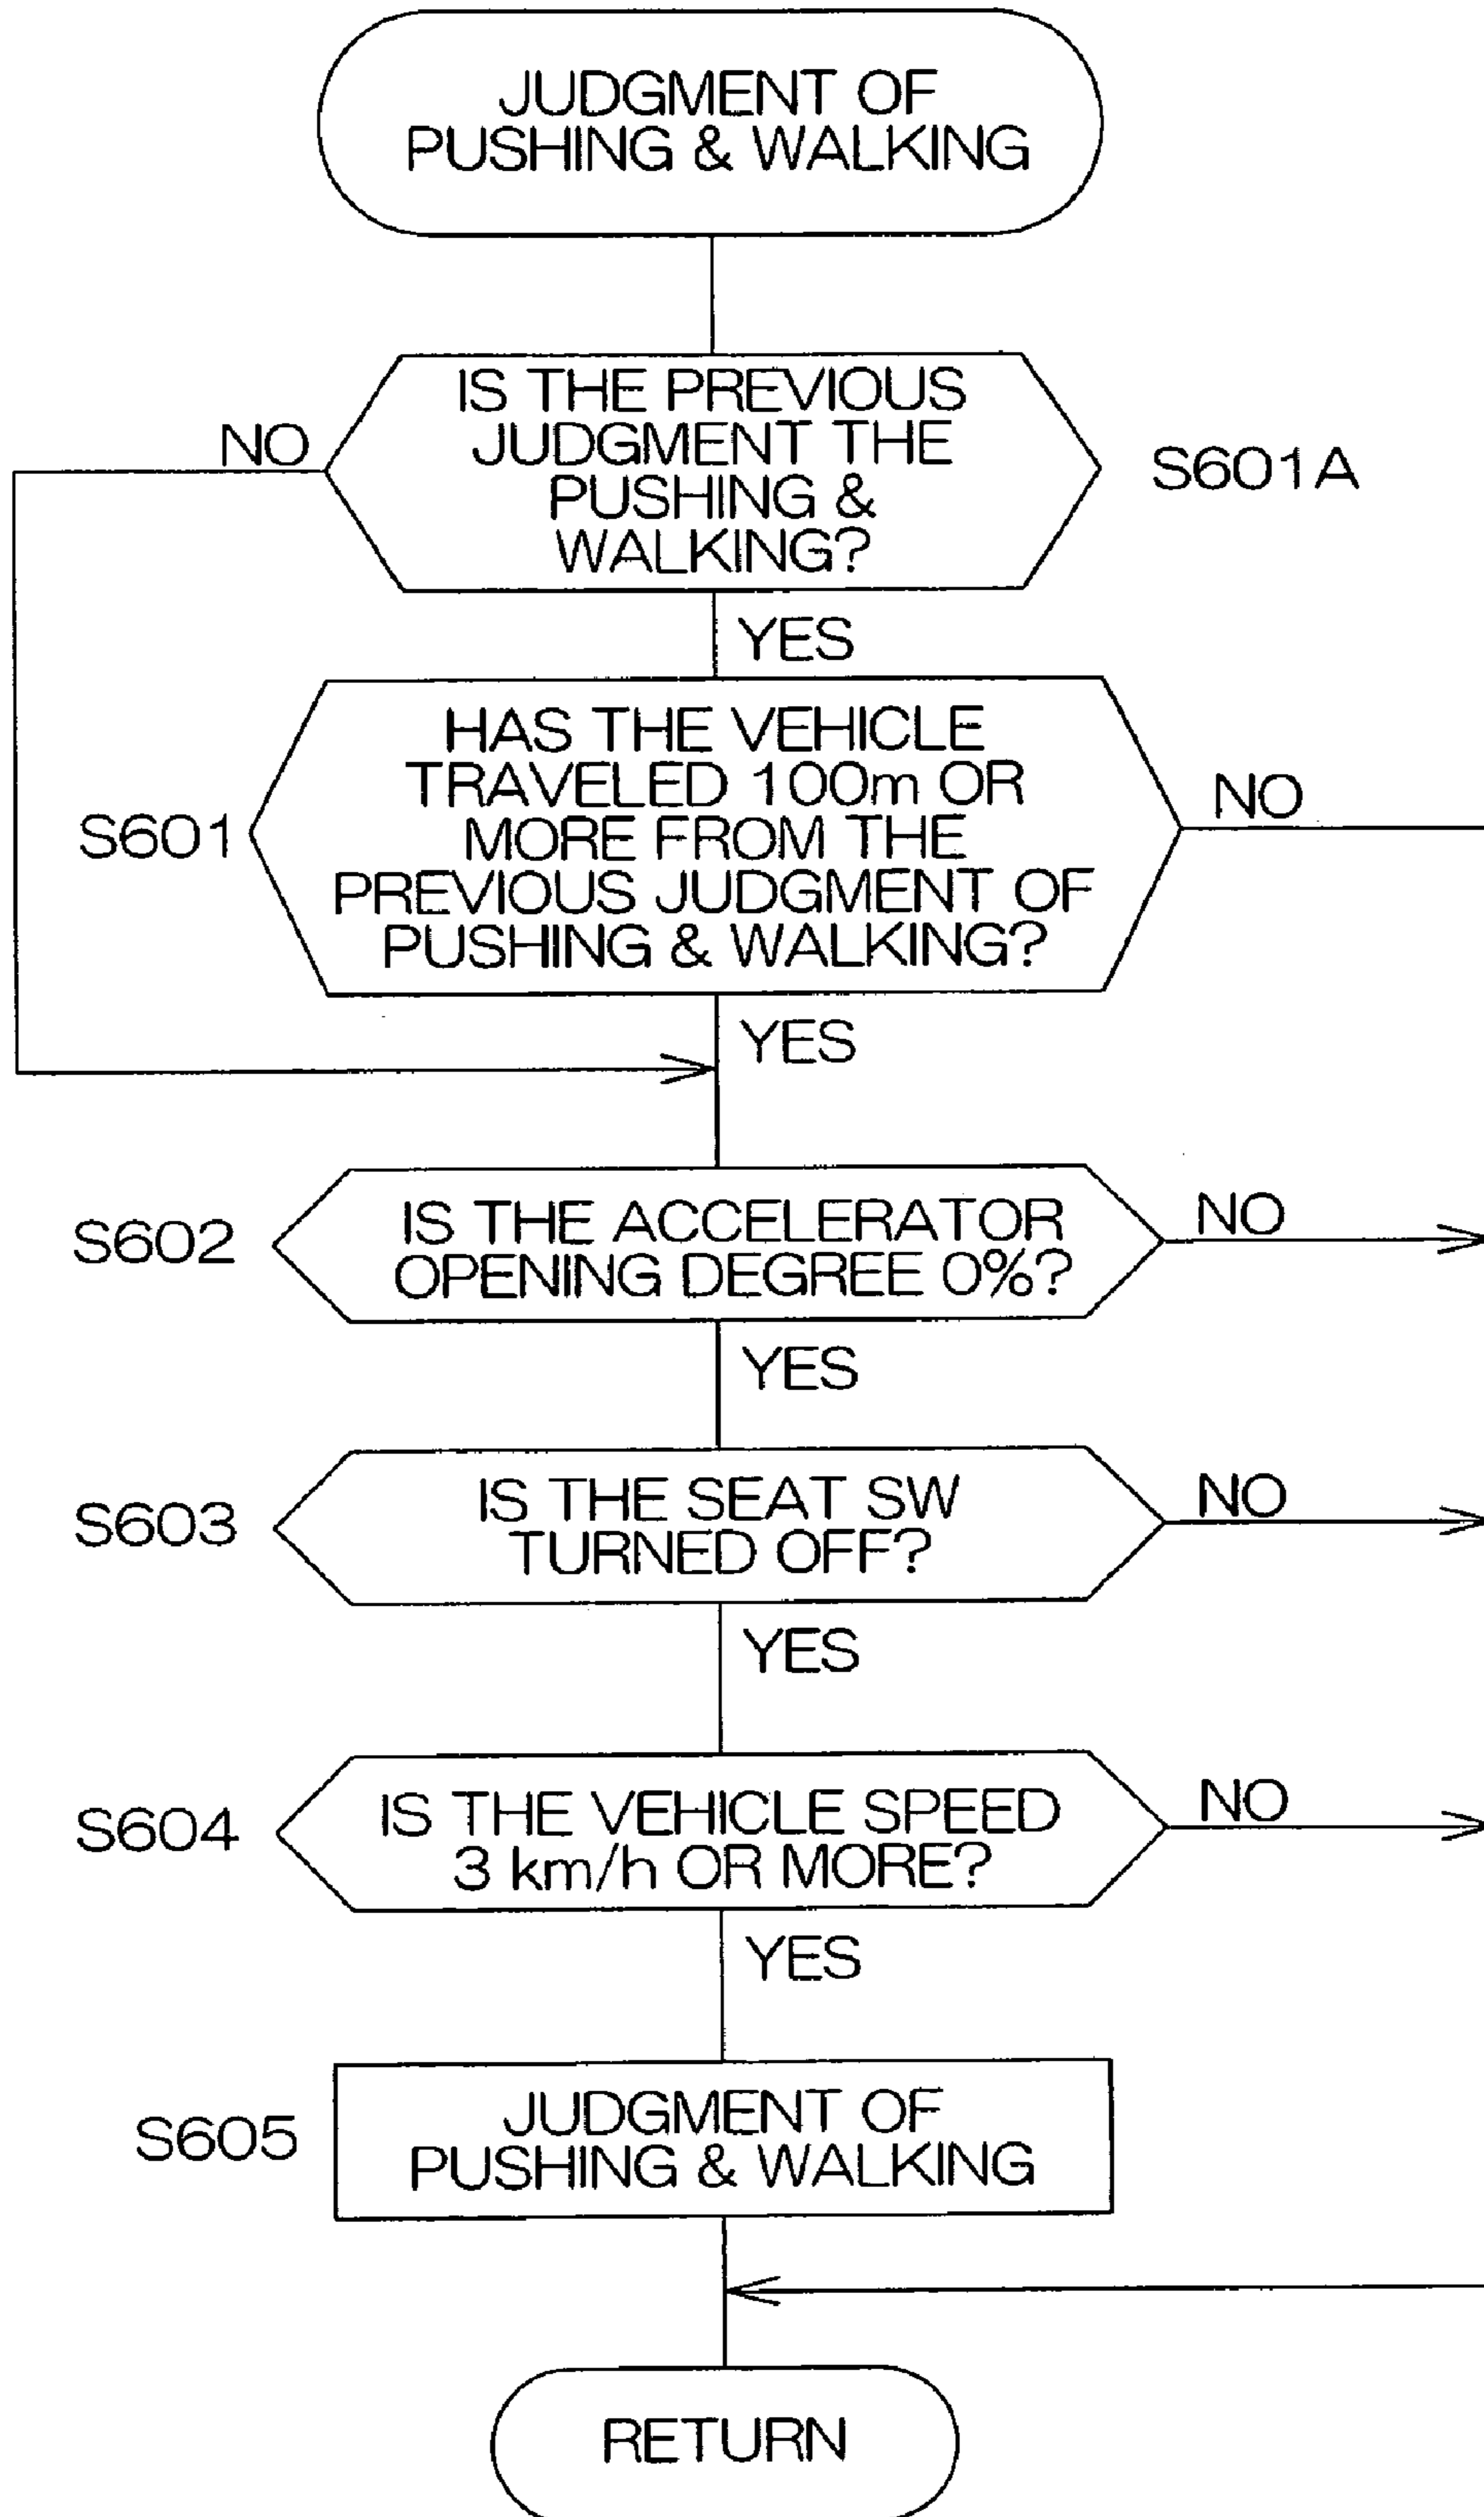 JUDGMENT OF
PUSHING & WALKING
IS THE PREVIOUS
JUDGMENT THE
PUSHING &
WALKING?
NO
S601A
YES
HAS THE VEHICLE
TRAVELED 100m OR
MORE FROM THE
PREVIOUS JUDGMENT OF
PUSHING & WALKING?
S601
NO
YES
S602
IS THE ACCELERATOR
OPENING DEGREE 0%?
NO
YES
S603
IS THE SEAT SW
TURNED OFF?
NO
YES
S604
IS THE VEHICLE SPEED
3 km/h OR MORE?
NO
YES
S605
JUDGMENT OF
PUSHING & WALKING
RETURN